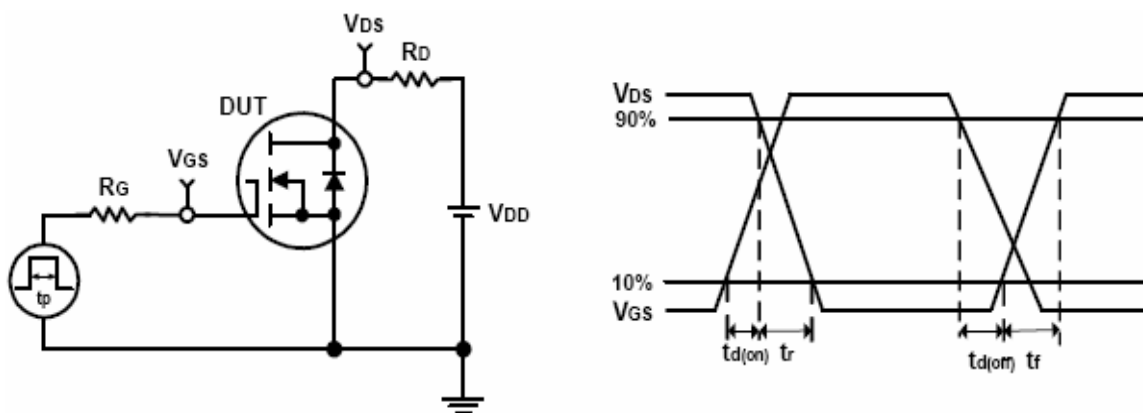 VDS
RD
DUT
VGS
RG
VDD
tp
VDS
90%
10%
VGS
td(on) tr
td(off) tf